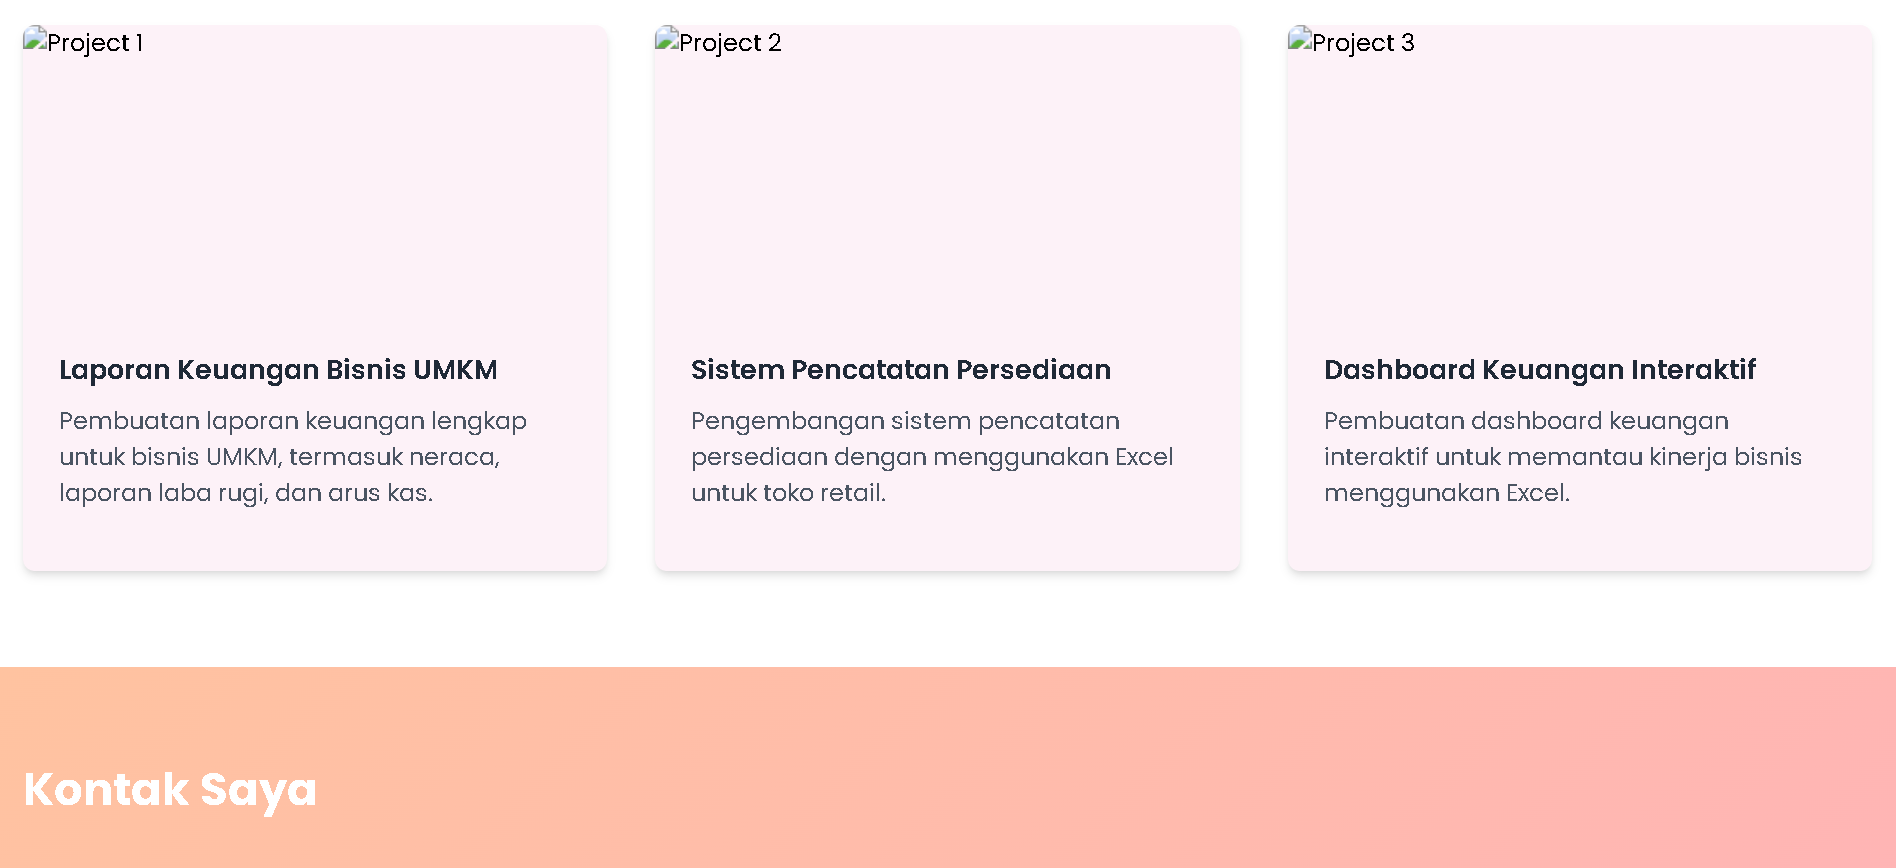 Project 1
Laporan Keuangan Bisnis UMKM
Pembuatan laporan keuangan lengkap
untuk bisnis UMKM, termasuk neraca,
laporan laba rugi, dan arus kas.
Project 2
Sistem Pencatatan Persediaan
Pengembangan sistem pencatatan
persediaan dengan menggunakan Excel
untuk toko retail.
Project 3
Dashboard Keuangan Interaktif
Pembuatan dashboard keuangan
interaktif untuk memantau kinerja bisnis
menggunakan Excel.
Kontak Saya